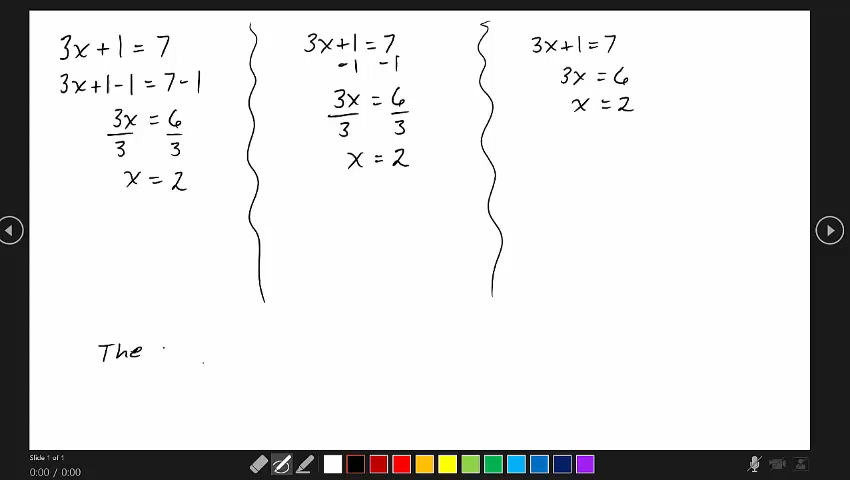 3x + 1 = 7
3x+1-1 = 7-1
3x = 6
3 3
x = 2
3x+1 = 7
-1 -1
3x = 6
3 3
x = 2
3x+1=7
3x = 6
x = 2
The
Slide 1 of 1
0:00 / 0:00